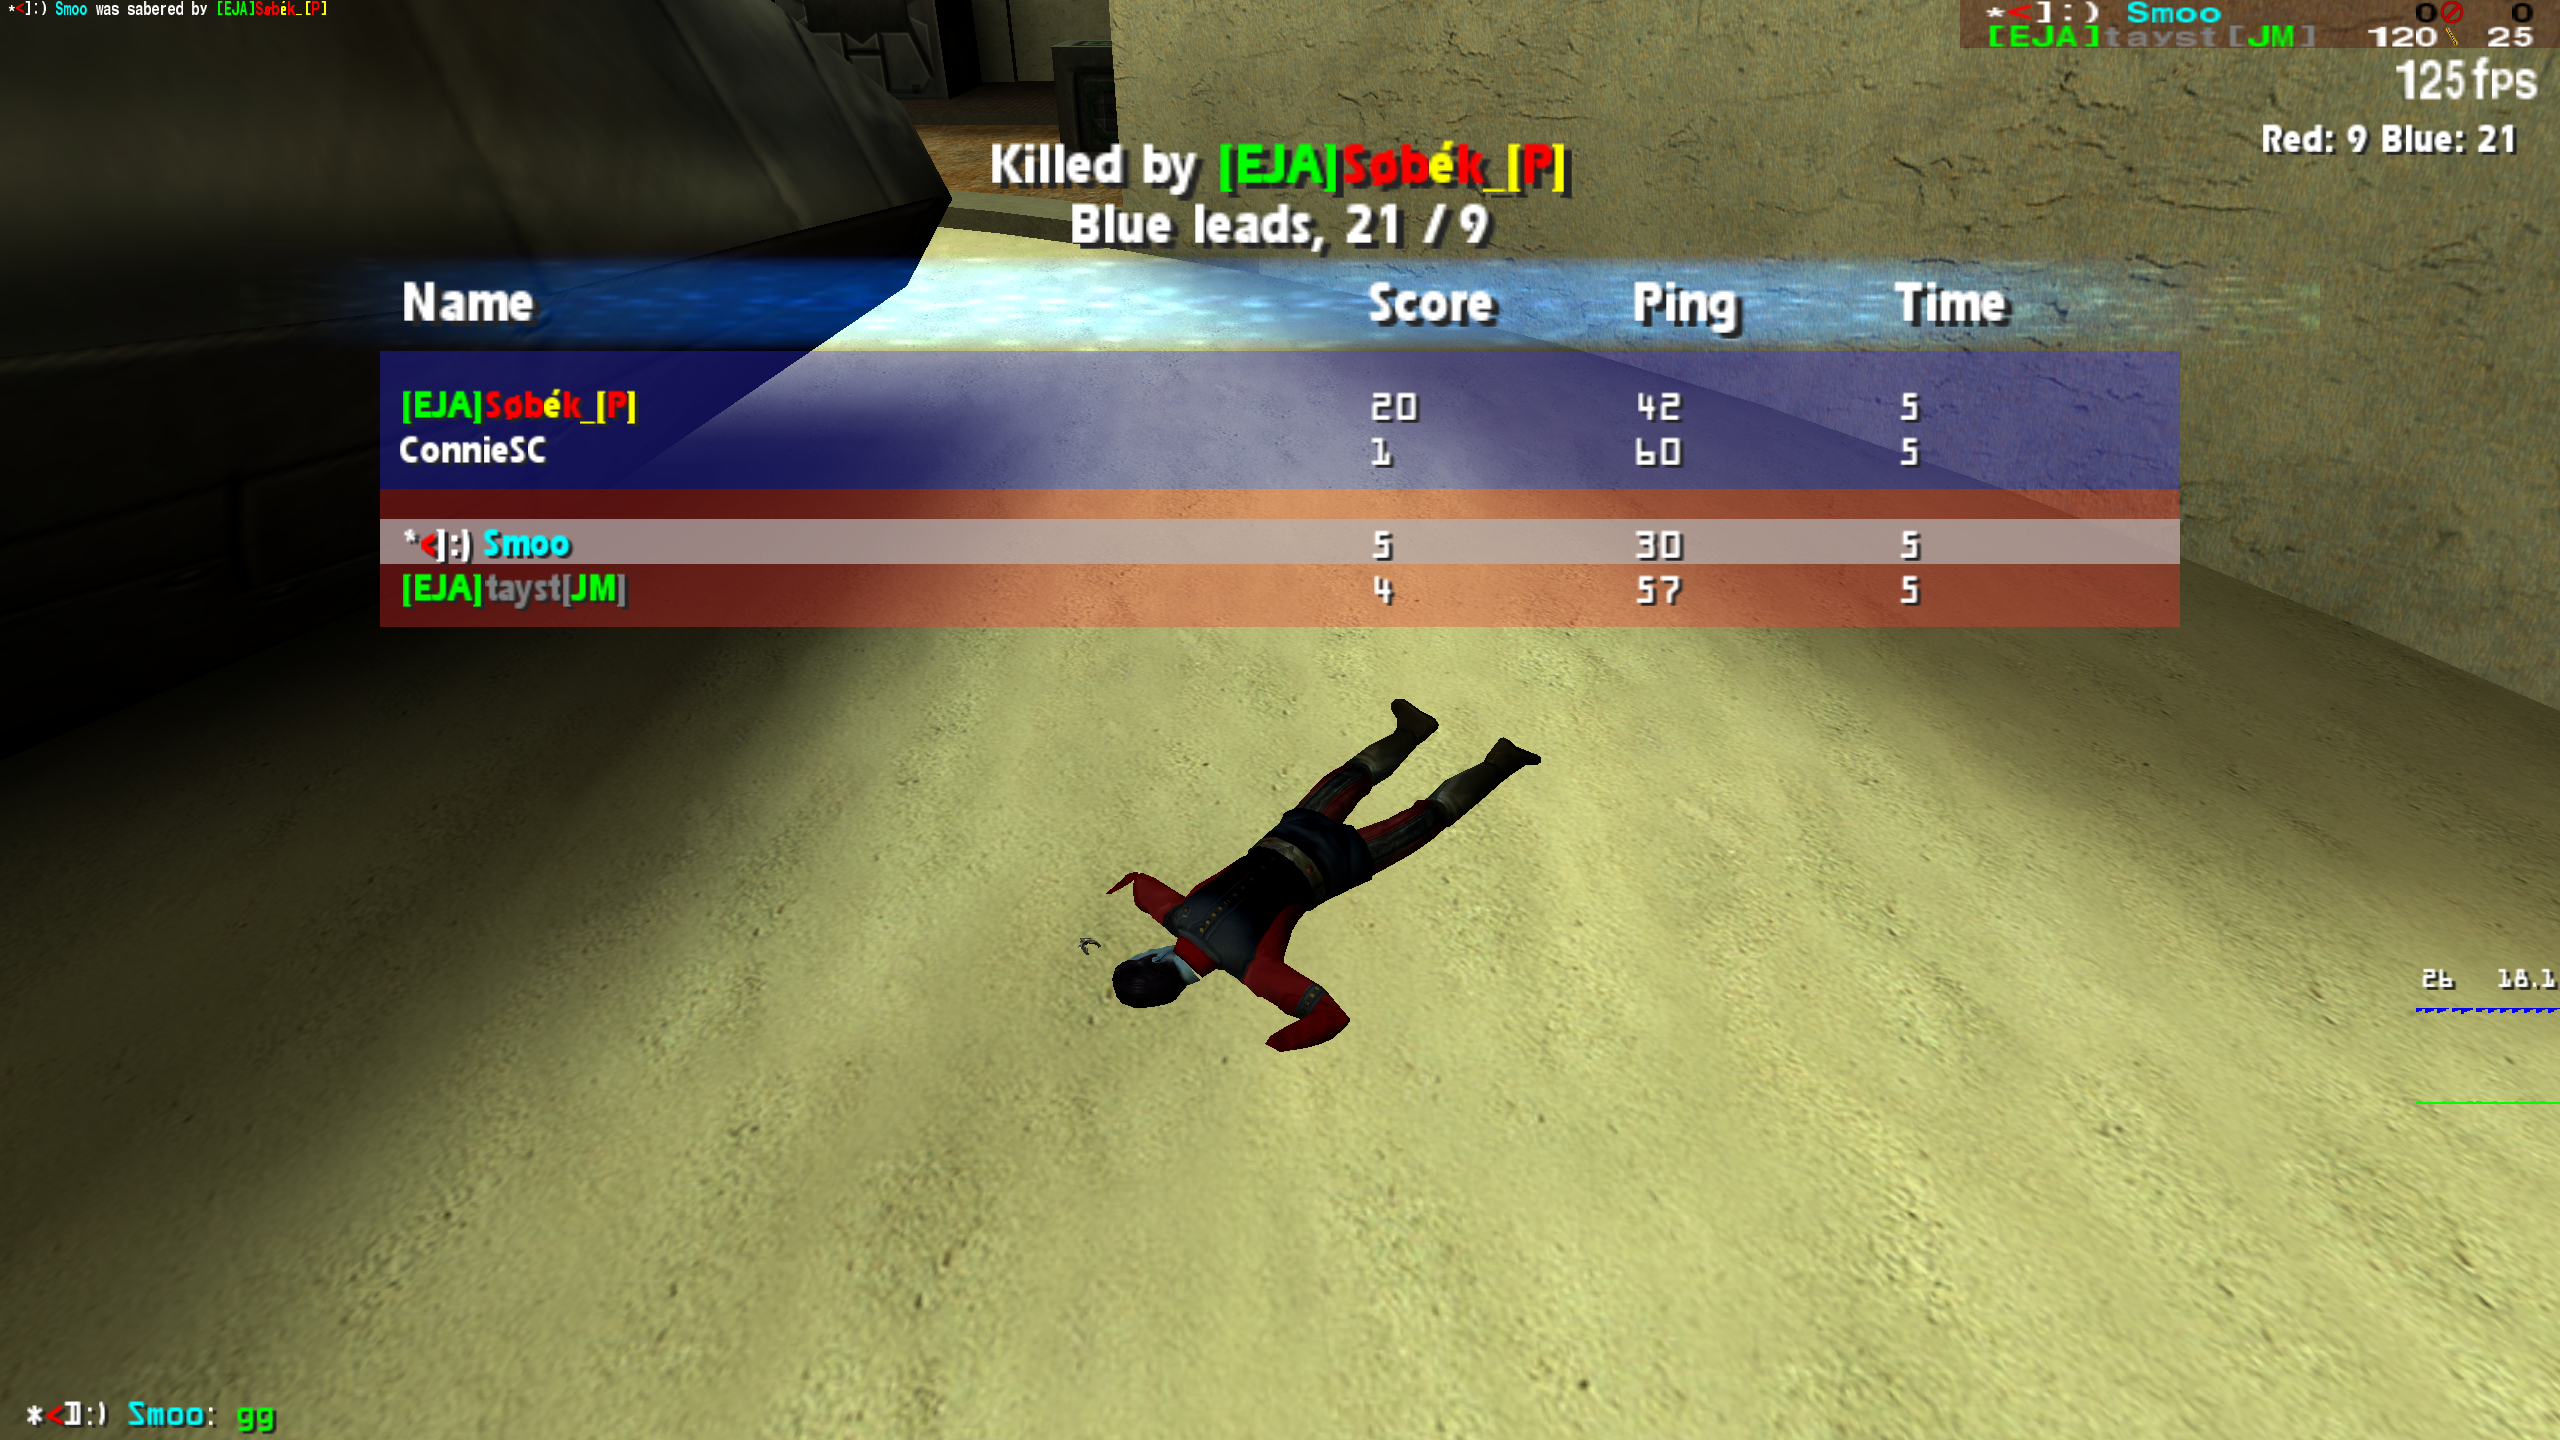 *<]:) Smoo was sabered by [EJA]Søbék_[P]
*<]:) Smoo 0 0
[EJA]tayst[JM] 120 25
125fps
Red: 9 Blue: 21
Killed by [EJA]Søbék_[P]
Blue leads, 21 / 9
Name Score Ping Time
[EJA]Søbék_[P] 20 42 5
ConnieSC 1 60 5
*<]:) Smoo 5 30 5
[EJA]tayst[JM] 4 57 5
26 18.1
*<]:) Smoo: gg